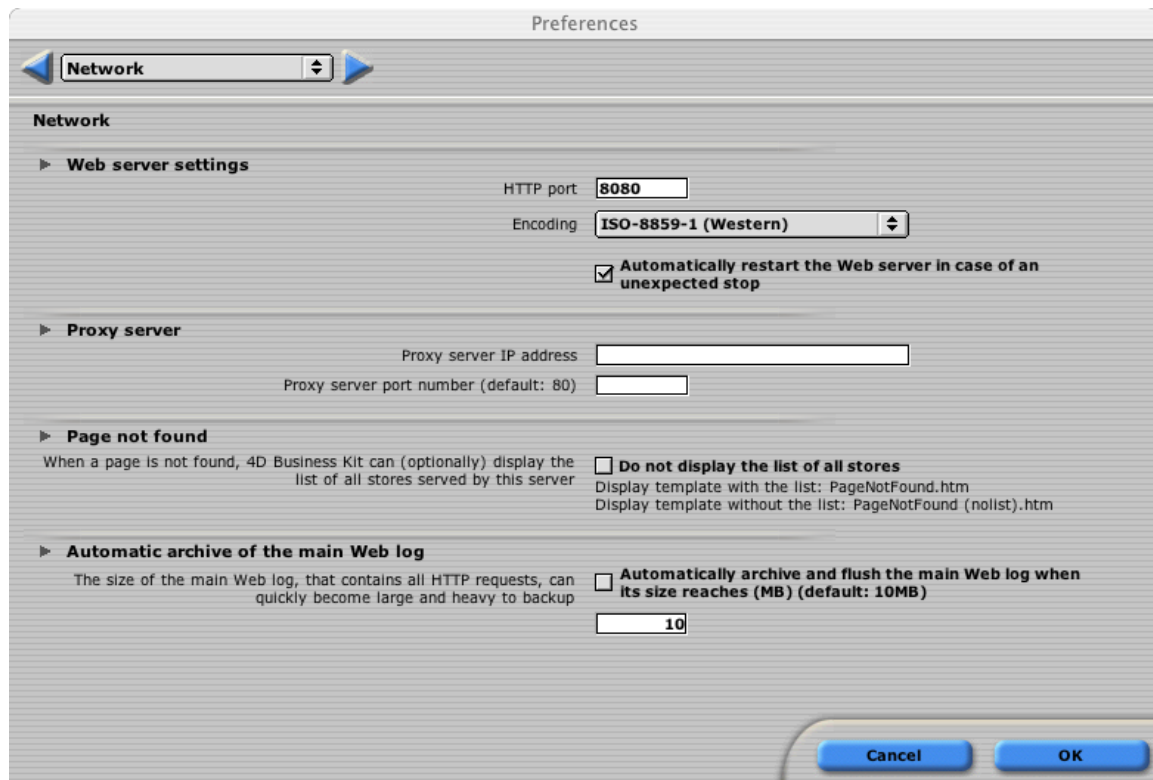 Preferences
Network
Network
Web server settings
HTTP port 8080
Encoding ISO-8859-1 (Western)
Automatically restart the Web server in case of an
unexpected stop
Proxy server
Proxy server IP address
Proxy server port number (default: 80)
Page not found
When a page is not found, 4D Business Kit can (optionally) display the
list of all stores served by this server
Do not display the list of all stores
Display template with the list: PageNotFound.htm
Display template without the list: PageNotFound (nolist).htm
Automatic archive of the main Web log
The size of the main Web log, that contains all HTTP requests, can
quickly become large and heavy to backup
Automatically archive and flush the main Web log when
its size reaches (MB) (default: 10MB)
10
Cancel
OK